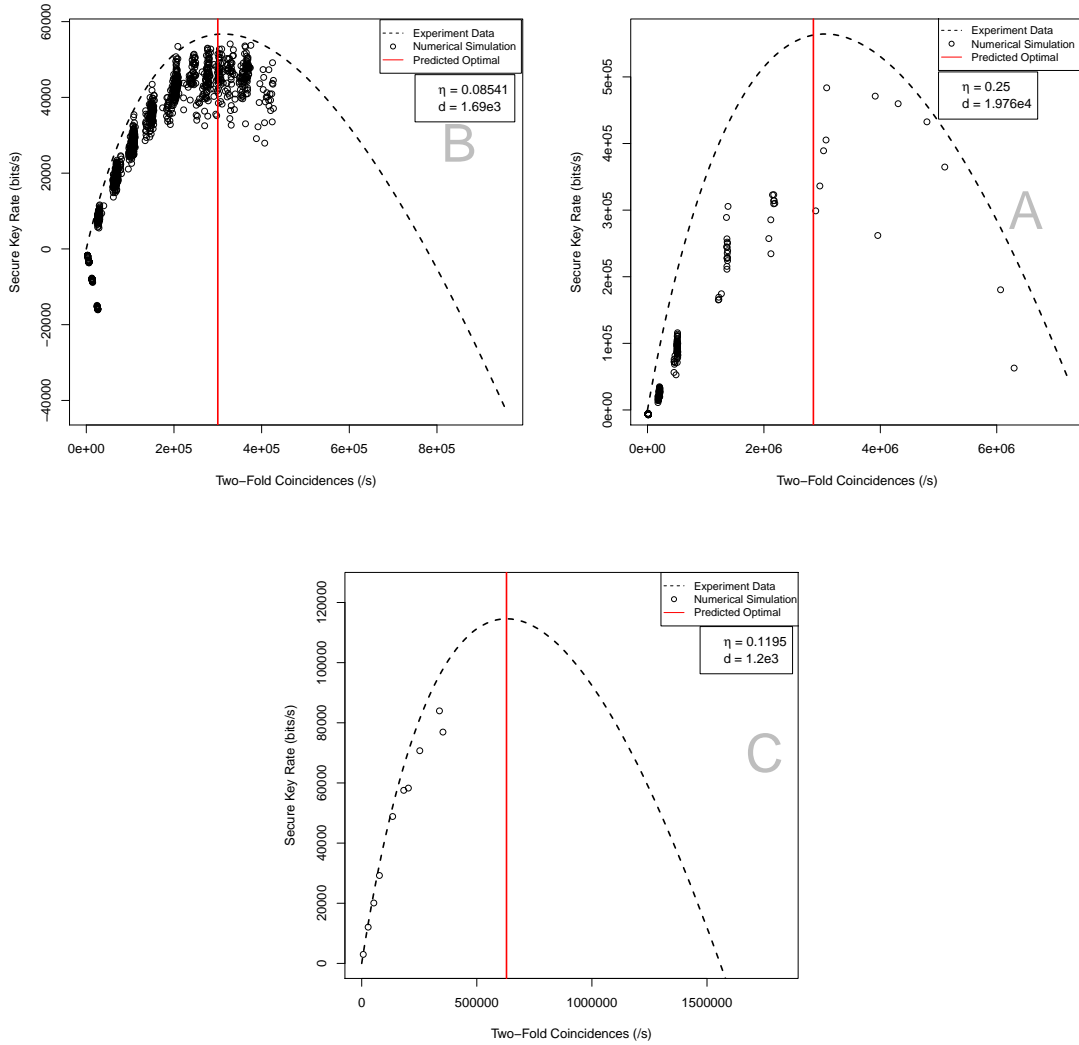 60000
40000
20000
0
−20000
−40000
Secure Key Rate (bits/s)
0e+00 2e+05 4e+05 6e+05 8e+05
Two−Fold Coincidences (/s)
Experiment Data
Numerical Simulation
Predicted Optimal
η = 0.08541
d = 1.69e3
B
5e+05
4e+05
3e+05
2e+05
1e+05
0e+00
Secure Key Rate (bits/s)
0e+00 2e+06 4e+06 6e+06
Two−Fold Coincidences (/s)
Experiment Data
Numerical Simulation
Predicted Optimal
η = 0.25
d = 1.976e4
A
120000
100000
80000
60000
40000
20000
0
Secure Key Rate (bits/s)
0 500000 1000000 1500000
Two−Fold Coincidences (/s)
Experiment Data
Numerical Simulation
Predicted Optimal
η = 0.1195
d = 1.2e3
C